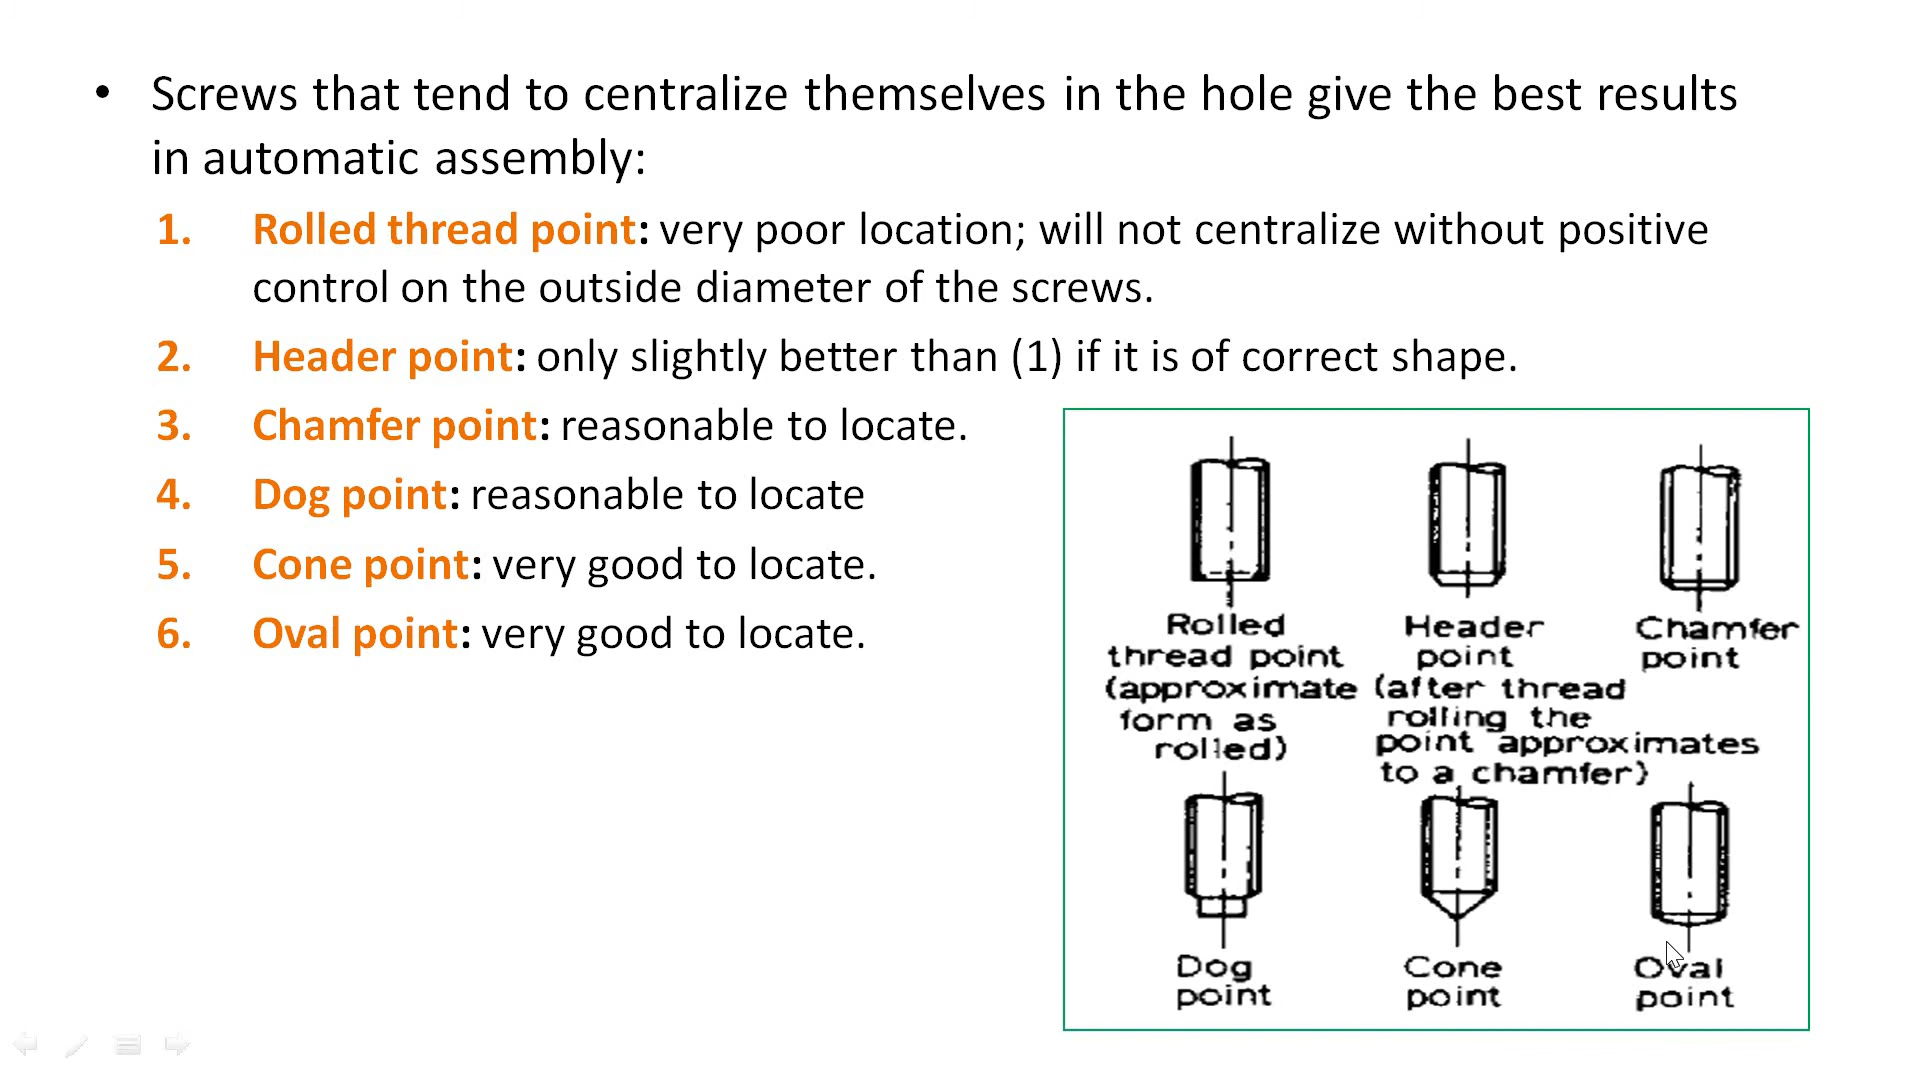 • Screws that tend to centralize themselves in the hole give the best results
in automatic assembly:
1. Rolled thread point: very poor location; will not centralize without positive
control on the outside diameter of the screws.
2. Header point: only slightly better than (1) if it is of correct shape.
3. Chamfer point: reasonable to locate.
4. Dog point: reasonable to locate
5. Cone point: very good to locate.
6. Oval point: very good to locate.
Rolled
thread point
(approximate
form as
rolled)
Header
point
(after thread
rolling the
point approximates
to a chamfer)
Chamfer
point
Dog
point
Cone
point
Oval
point